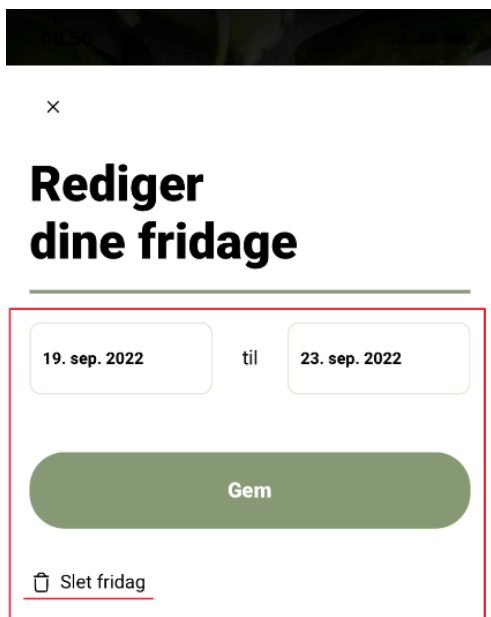 Rediger
dine fridage
19. sep. 2022 til 23. sep. 2022
Gem
Slet fridag